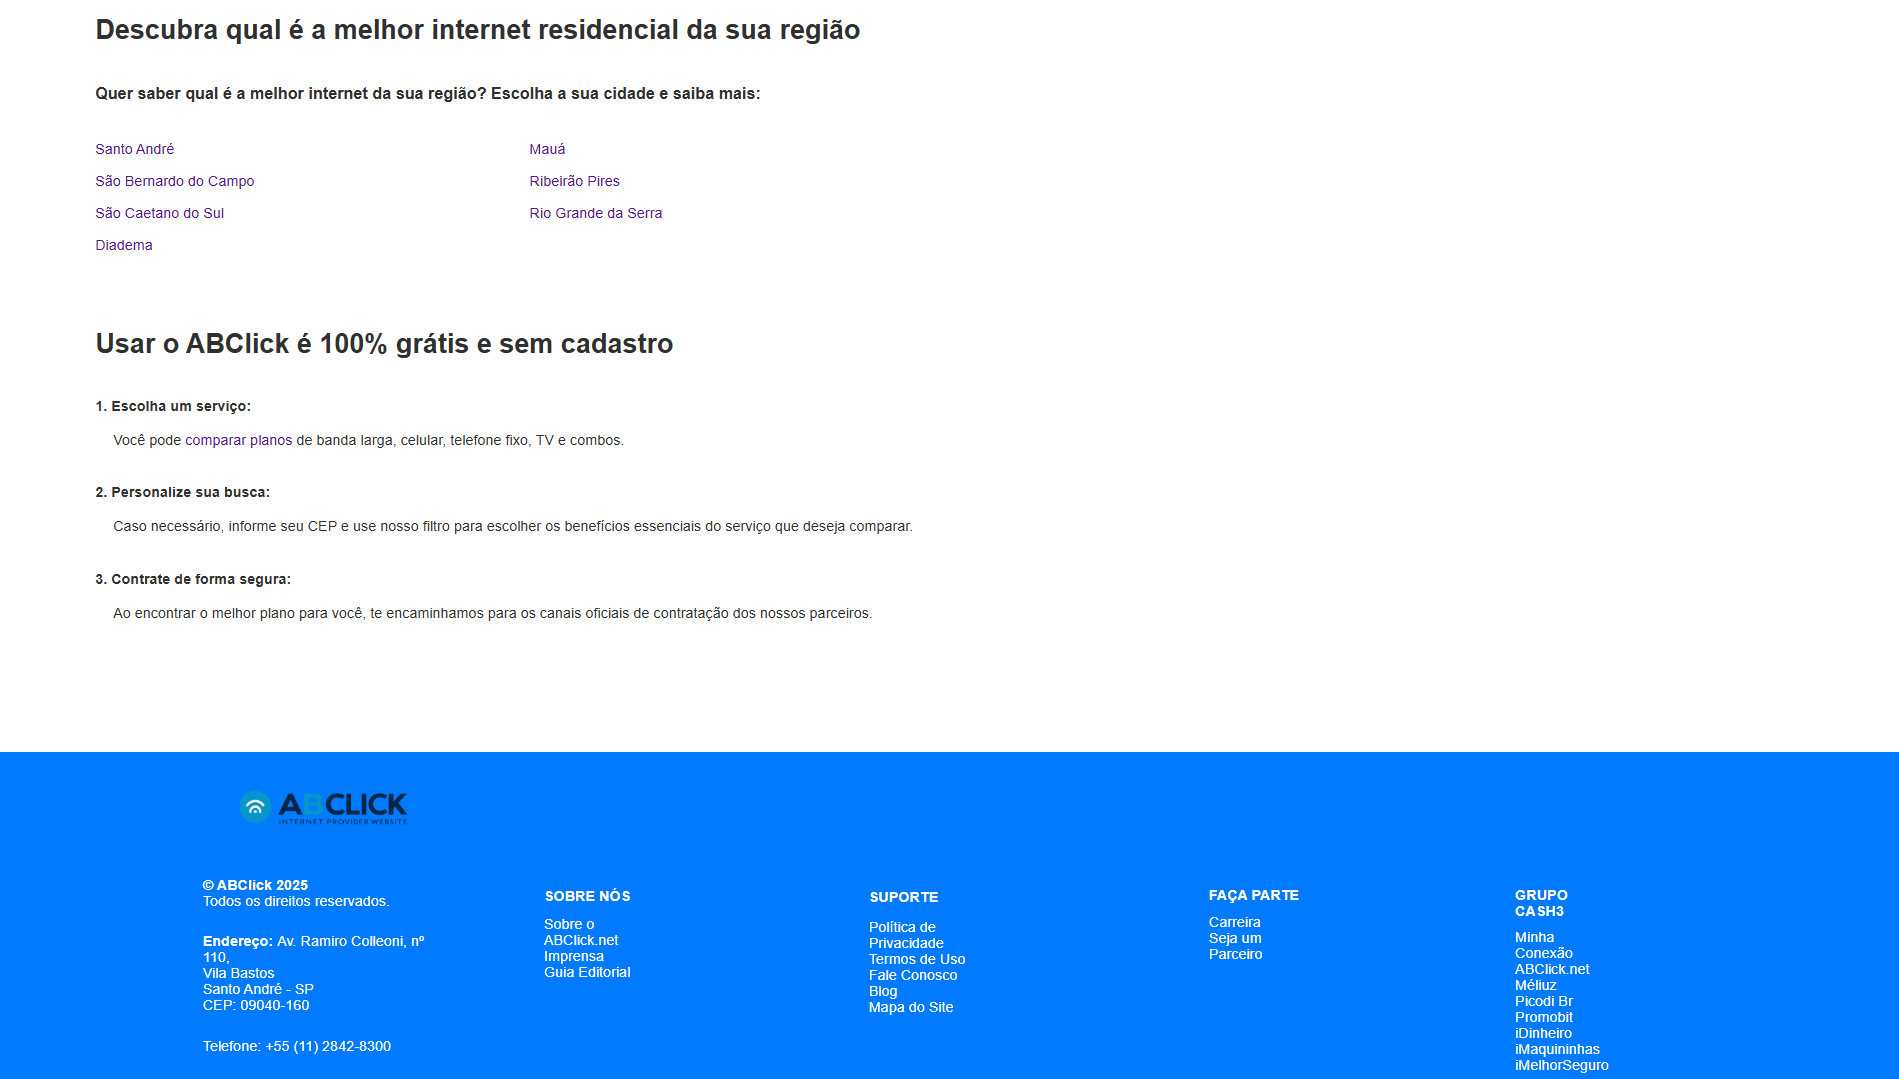 Descubra qual é a melhor internet residencial da sua região
Quer saber qual é a melhor internet da sua região? Escolha a sua cidade e saiba mais:
Santo André
São Bernardo do Campo
São Caetano do Sul
Diadema
Mauá
Ribeirão Pires
Rio Grande da Serra
Usar o ABClick é 100% grátis e sem cadastro
1. Escolha um serviço:
Você pode comparar planos de banda larga, celular, telefone fixo, TV e combos.
2. Personalize sua busca:
Caso necessário, informe seu CEP e use nosso filtro para escolher os benefícios essenciais do serviço que deseja comparar.
3. Contrate de forma segura:
Ao encontrar o melhor plano para você, te encaminhamos para os canais oficiais de contratação dos nossos parceiros.
ABCLICK
INTERNET PROVIDER WEBSITE
© ABClick 2025
Todos os direitos reservados.
Endereço: Av. Ramiro Colleoni, nº
110,
Vila Bastos
Santo André - SP
CEP: 09040-160
Telefone: +55 (11) 2842-8300
SOBRE NÓS
Sobre o
ABClick.net
Imprensa
Guia Editorial
SUPORTE
Política de
Privacidade
Termos de Uso
Fale Conosco
Blog
Mapa do Site
FAÇA PARTE
Carreira
Seja um
Parceiro
GRUPO
CASH3
Minha
Conexão
ABClick.net
Méliuz
Picodi Br
Promobit
iDinheiro
iMaquininhas
iMelhorSeguro